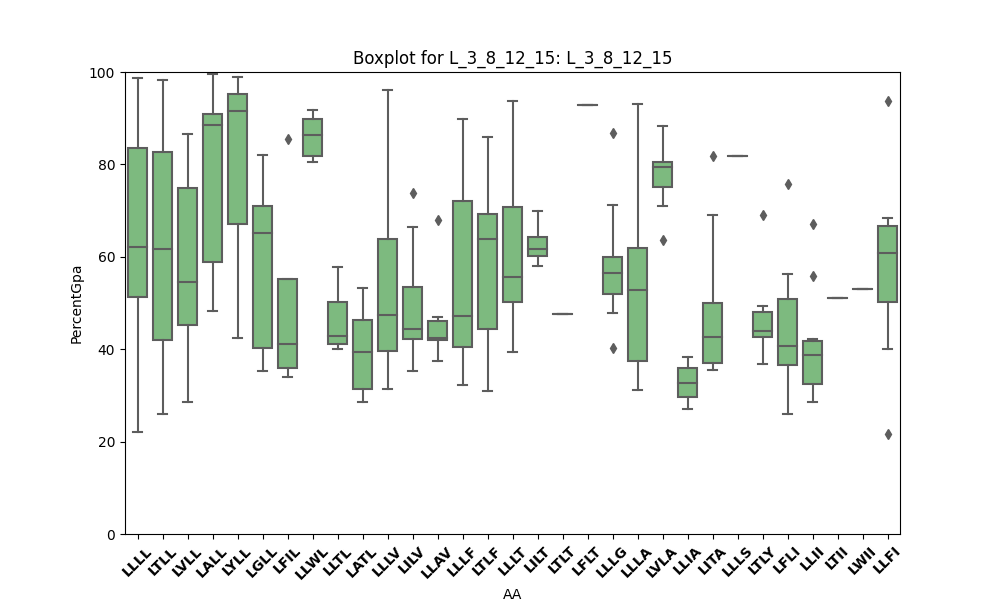 Boxplot for L_3_8_12_15: L_3_8_12_15
100
80
60
40
20
0
PercentGpa
LLLL LTLL LVLL LALL LYLL LGLL LFIL LLWL LLTL LATL LLLV LILV LLAV LLLF LTLF LLLT LILT LTLT LFLT LLLG LLLA LVLA LLIA LITA LLLS LTLY LFLI LLII LTII LWII LLFI
AA